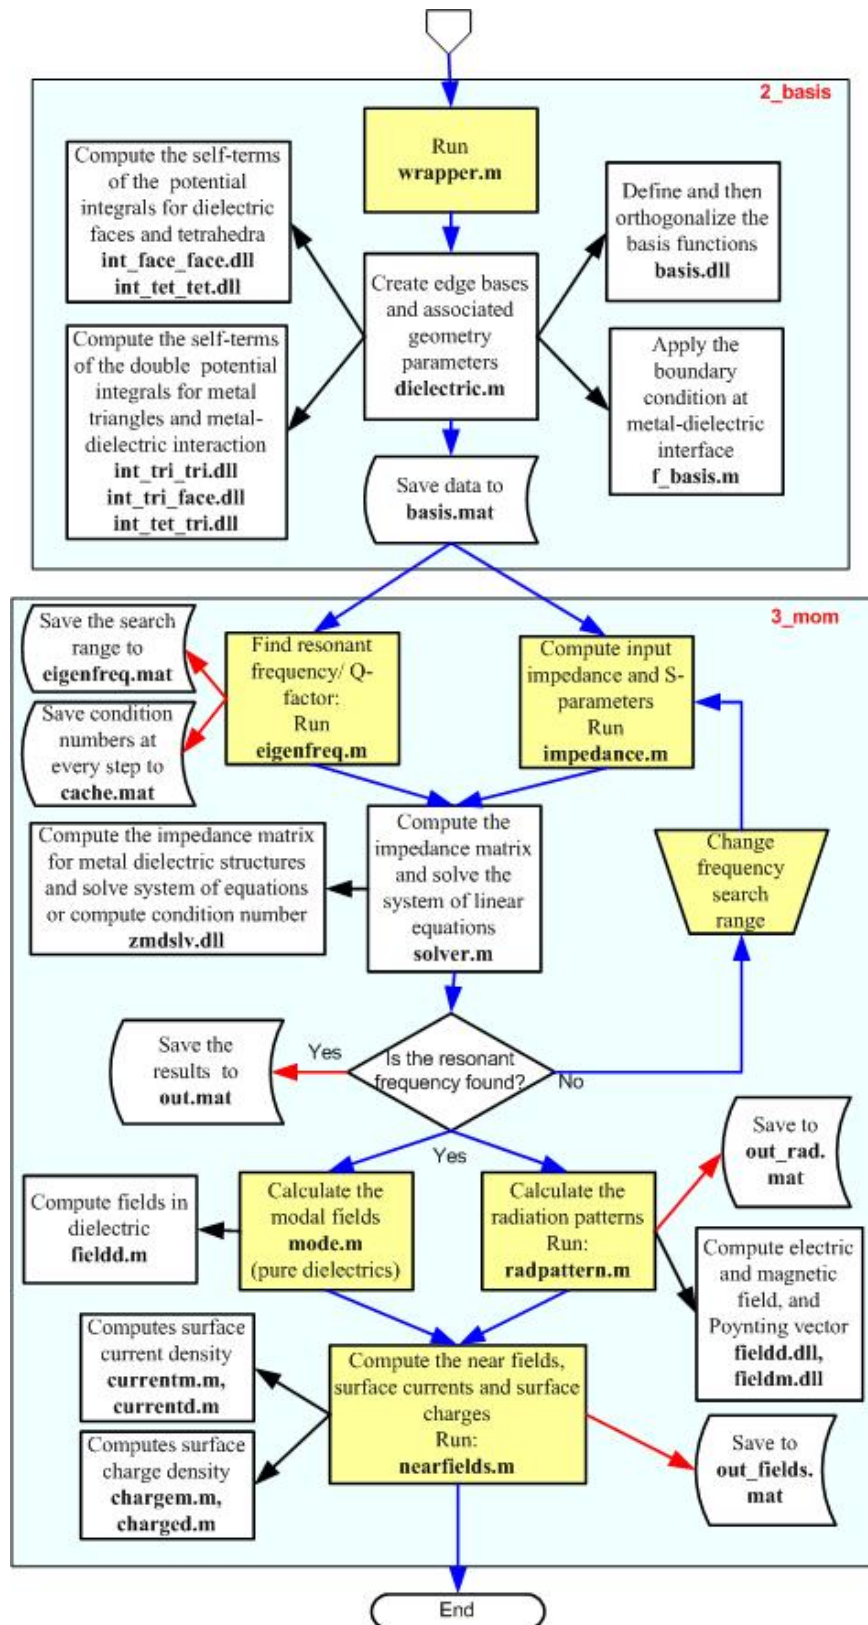 2_basis
Run
wrapper.m
Compute the self-terms
of the potential
integrals for dielectric
faces and tetrahedra
int_face_face.dll
int_tet_tet.dll
Define and then
orthogonalize the
basis functions
basis.dll
Create edge bases
and associated
geometry
parameters
dielectric.m
Compute the self-terms
of the double potential
integrals for metal
triangles and metal-
dielectric interaction
int_tri_tri.dll
int_tri_face.dll
int_tet_tri.dll
Apply the
boundary
condition at
metal-dielectric
interface
f_basis.m
Save data to
basis.mat
3_mom
Save the search
range to
eigenfreq.mat
Save condition
numbers at
every step to
cache.mat
Find resonant
frequency/ Q-
factor:
Run
eigenfreq.m
Compute input
impedance and S-
parameters
Run
impedance.m
Compute the impedance matrix
for metal dielectric structures
and solve system of equations
or compute condition number
zmdslv.dll
Compute the
impedance matrix
and solve the
system of linear
equations
solver.m
Change
frequency
search
range
Save the
results to
out.mat
Yes
Is the resonant
frequency found?
No
Yes
Save to
out_rad.
mat
Compute fields in
dielectric
fieldd.m
Calculate the
modal fields
mode.m
(pure dielectrics)
Calculate the
radiation patterns
Run:
radpattern.m
Compute electric
and magnetic
field, and
Poynting vector
fieldd.dll,
fieldm.dll
Computes surface
current density
currentm.m,
currentd.m
Compute the near fields,
surface currents and surface
charges
Run:
nearfields.m
Computes surface
charge density
chargem.m,
charged.m
Save to
out_fields.
mat
End